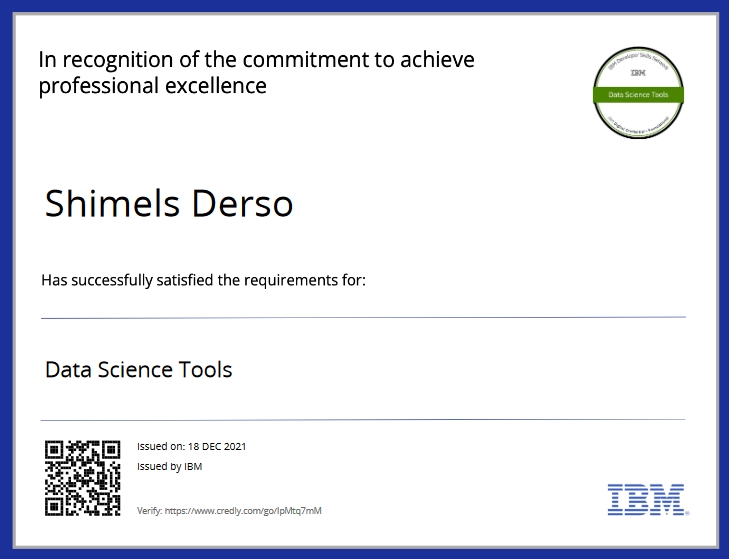 In recognition of the commitment to achieve
professional excellence
IBM Developer Skills Network
IBM
Data Science Tools
Shimels Derso
Has successfully satisfied the requirements for:
Data Science Tools
Issued on: 18 DEC 2021
Issued by IBM
Verify: https://www.credly.com/go/IpMtq7mM
IBM®